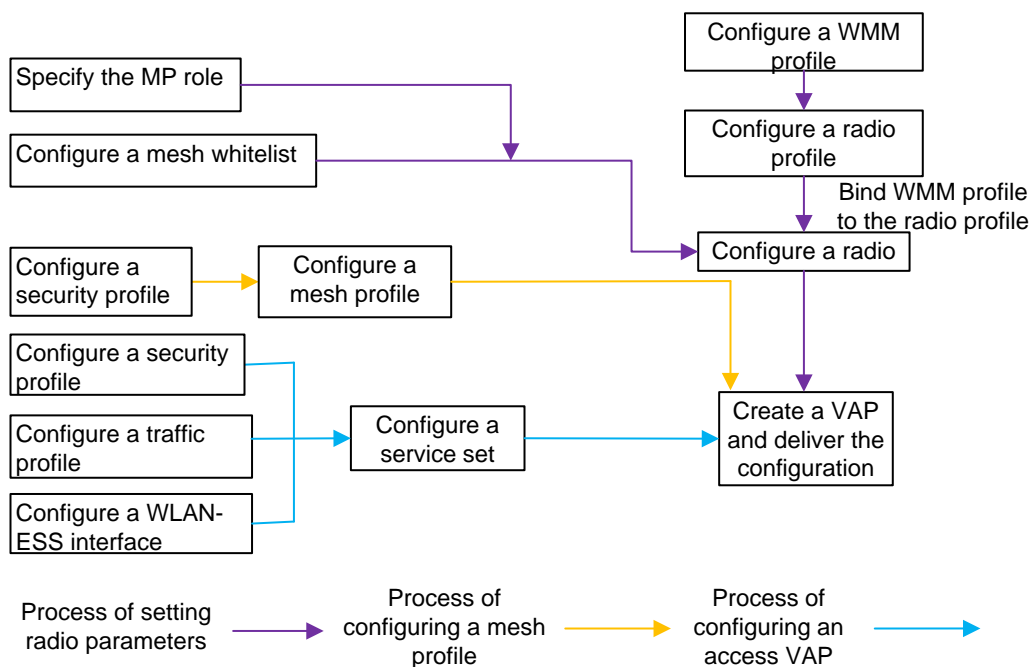 Configure a WMM
profile
Specify the MP role
Configure a mesh whitelist
Configure a radio
profile
Bind WMM profile
to the radio profile
Configure a radio
Configure a
security profile
Configure a
mesh profile
Configure a security
profile
Configure a traffic
profile
Configure a
service set
Create a VAP
and deliver the
configuration
Configure a WLAN-
ESS interface
Process of setting
radio parameters
Process of
configuring a mesh
profile
Process of
configuring an
access VAP